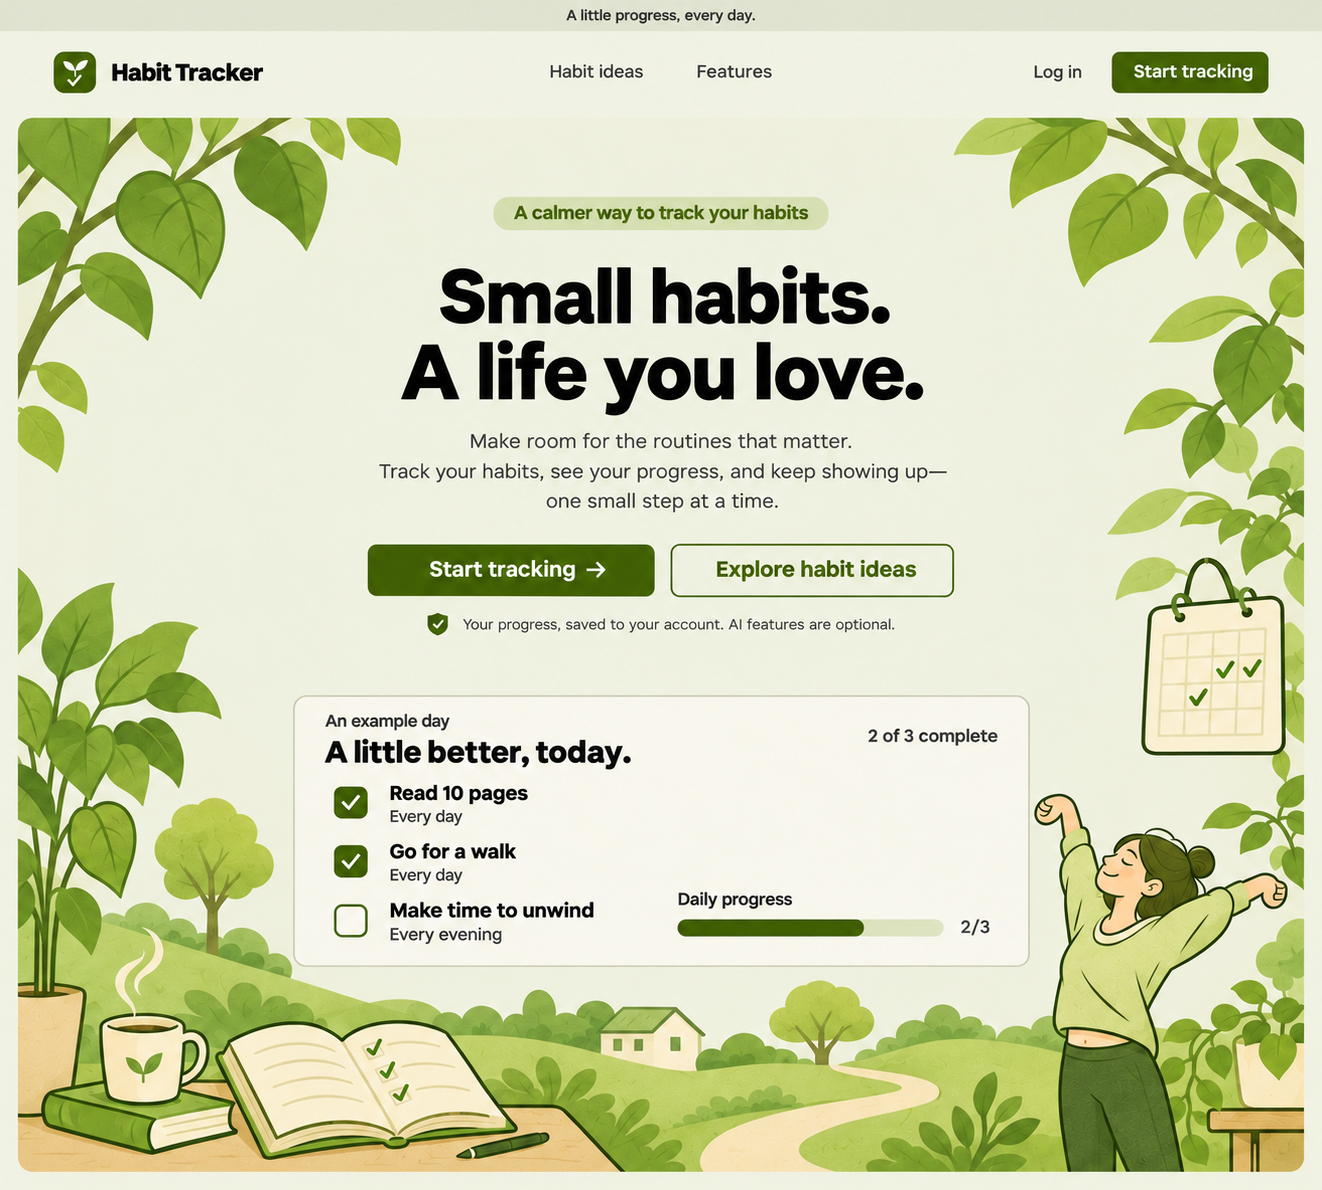 A little progress, every day.
Habit Tracker
Habit ideas
Features
Log in
Start tracking
A calmer way to track your habits
Small habits.
A life you love.
Make room for the routines that matter.
Track your habits, see your progress, and keep showing up—
one small step at a time.
Start tracking →
Explore habit ideas
Your progress, saved to your account. AI features are optional.
An example day
A little better, today.
2 of 3 complete
Read 10 pages
Every day
Go for a walk
Every day
Make time to unwind
Every evening
Daily progress
2/3